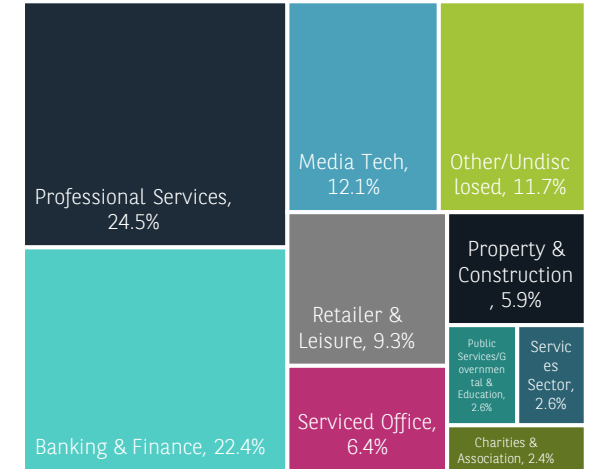 Professional Services,
24.5%
Banking & Finance, 22.4%
Media Tech,
12.1%
Other/Undisc
losed, 11.7%
Retailer &
Leisure, 9.3%
Serviced Office,
6.4%
Property &
Construction
, 5.9%
Public
Services/G
overnmen
tal &
Education,
2.6%
Servic
es
Sector,
2.6%
Charities &
Association, 2.4%